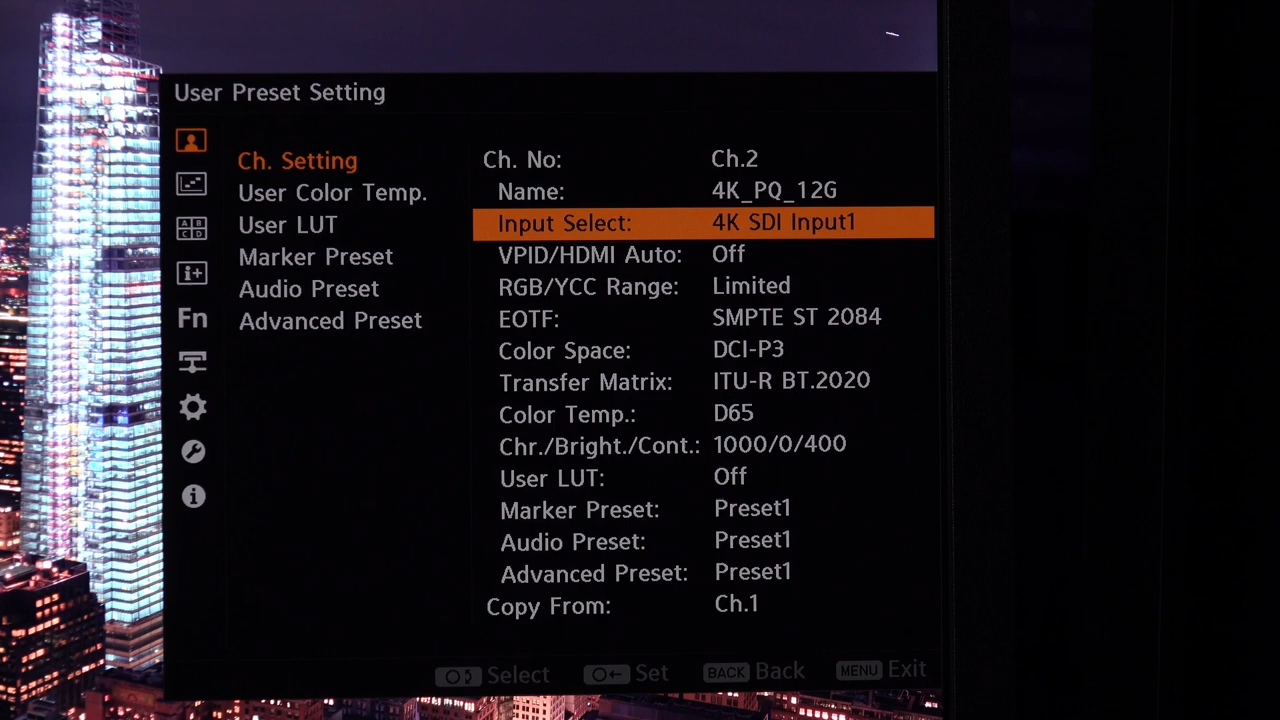 User Preset Setting
Ch. Setting
User Color Temp.
User LUT
Marker Preset
Audio Preset
Advanced Preset
A B
C D
i+
Fn
i
Ch. No: Ch.2
Name: 4K_PQ_12G
Input Select: 4K SDI Input1
VPID/HDMI Auto: Off
RGB/YCC Range: Limited
EOTF: SMPTE ST 2084
Color Space: DCI-P3
Transfer Matrix: ITU-R BT.2020
Color Temp.: D65
Chr./Bright./Cont.: 1000/0/400
User LUT: Off
Marker Preset: Preset1
Audio Preset: Preset1
Advanced Preset: Preset1
Copy From: Ch.1
Select Set BACK Back MENU Exit